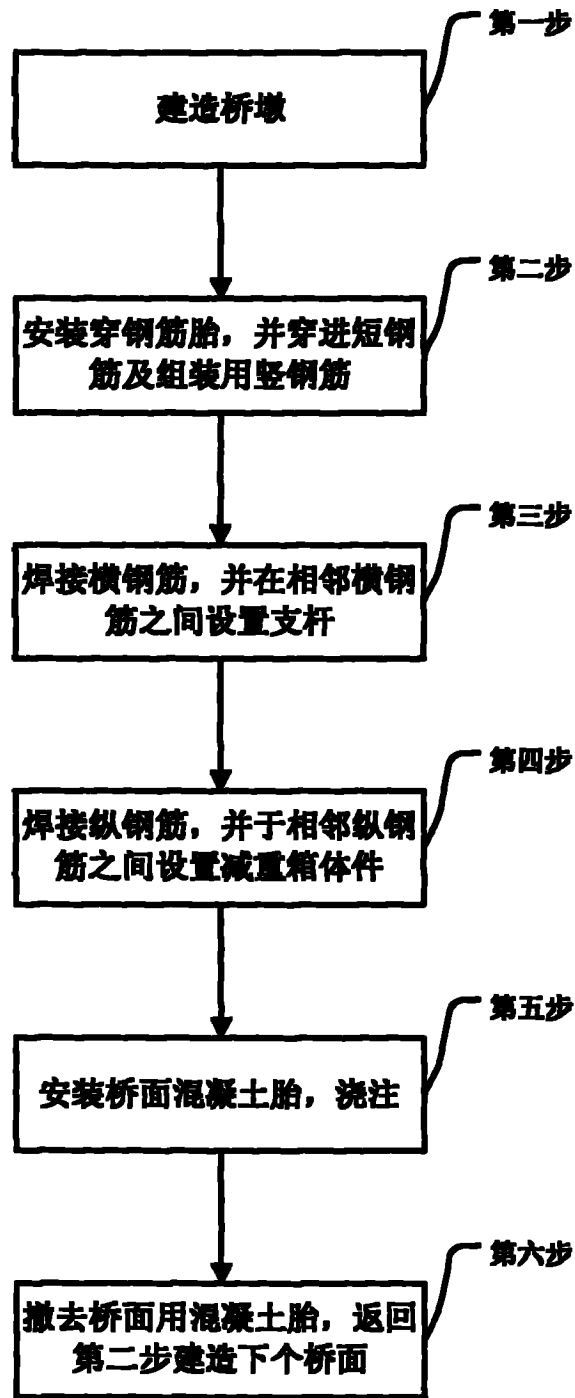 第一步
建造桥墩
第二步
安装穿钢筋胎，并穿进短钢
筋及组装用竖钢筋
第三步
焊接横钢筋，并在相邻横钢
筋之间设置支杆
第四步
焊接纵钢筋，并于相邻纵钢
筋之间设置减重箱体件
第五步
安装桥面混凝土胎，浇注
第六步
撤去桥面用混凝土胎，返回
第二步建造下个桥面